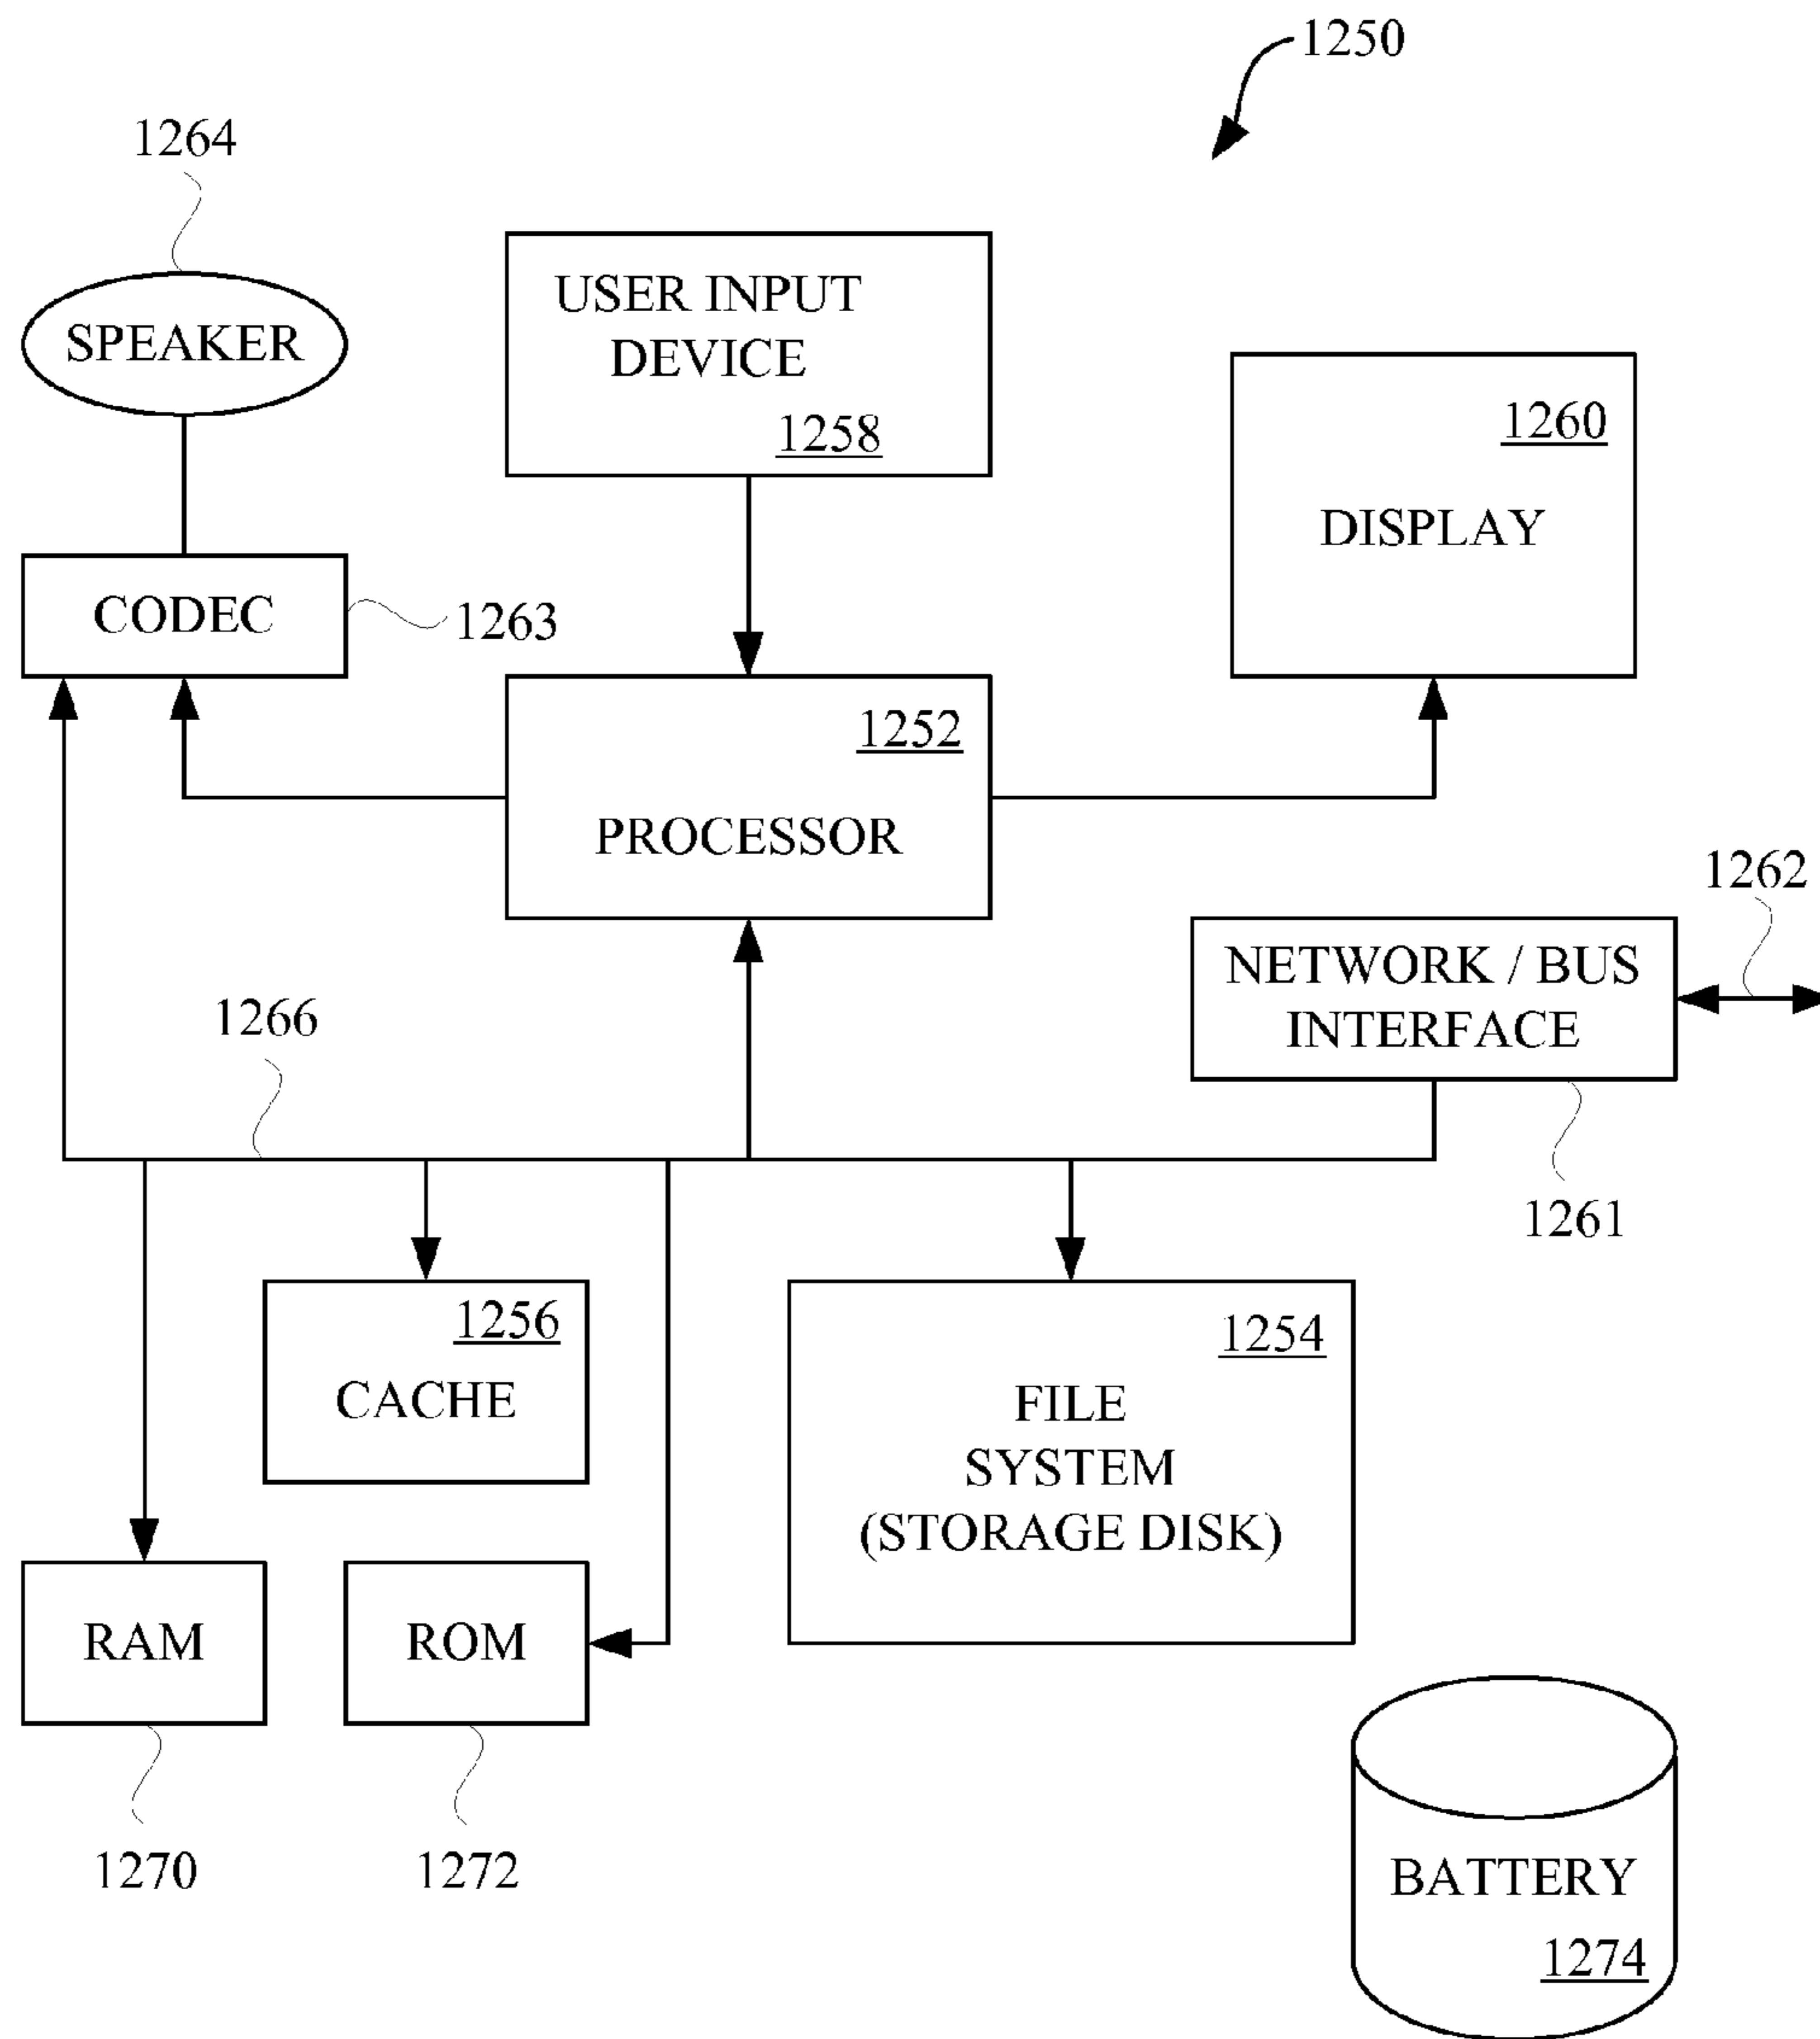 1250
1264
SPEAKER
USER INPUT
DEVICE
1258
1260
DISPLAY
CODEC
1263
1252
PROCESSOR
1262
NETWORK / BUS
INTERFACE
1266
1261
1256
CACHE
1254
FILE
SYSTEM
(STORAGE DISK)
RAM
ROM
1270
1272
BATTERY
1274